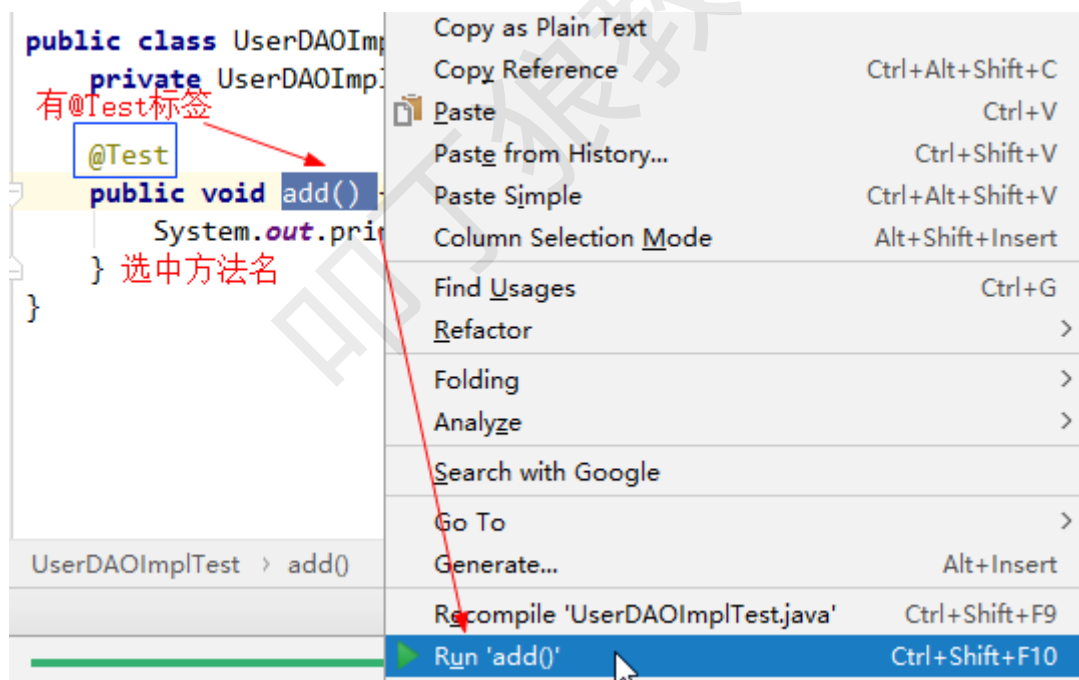 public class UserDAOImp
private UserDAOImpl
有@Test标签
@Test
public void add()
System.out.pri
} 选中方法名
}
UserDAOImplTest > add()
Copy as Plain Text
Copy Reference Ctrl+Alt+Shift+C
Paste Ctrl+V
Paste from History... Ctrl+Shift+V
Paste Simple Ctrl+Alt+Shift+V
Column Selection Mode Alt+Shift+Insert
Find Usages Ctrl+G
Refactor
Folding
Analyze
Search with Google
Go To
Generate... Alt+Insert
Recompile 'UserDAOImplTest.java' Ctrl+Shift+F9
Run 'add()' Ctrl+Shift+F10
叩丁狼教